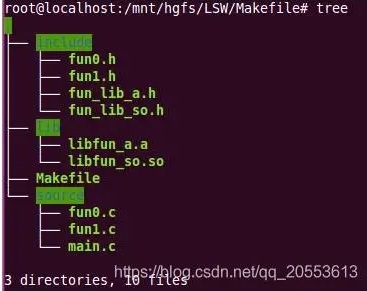 root@localhost:/mnt/hgfs/LSW/Makefile# tree
.
├── include
│   ├── fun0.h
│   ├── fun1.h
│   ├── fun_lib_a.h
│   └── fun_lib_so.h
├── lib
│   ├── libfun_a.a
│   └── libfun_so.so
├── Makefile
└── source
    ├── fun0.c
    ├── fun1.c
    └── main.c
3 directories, 10 files
https://blog.csdn.net/qq_20553613